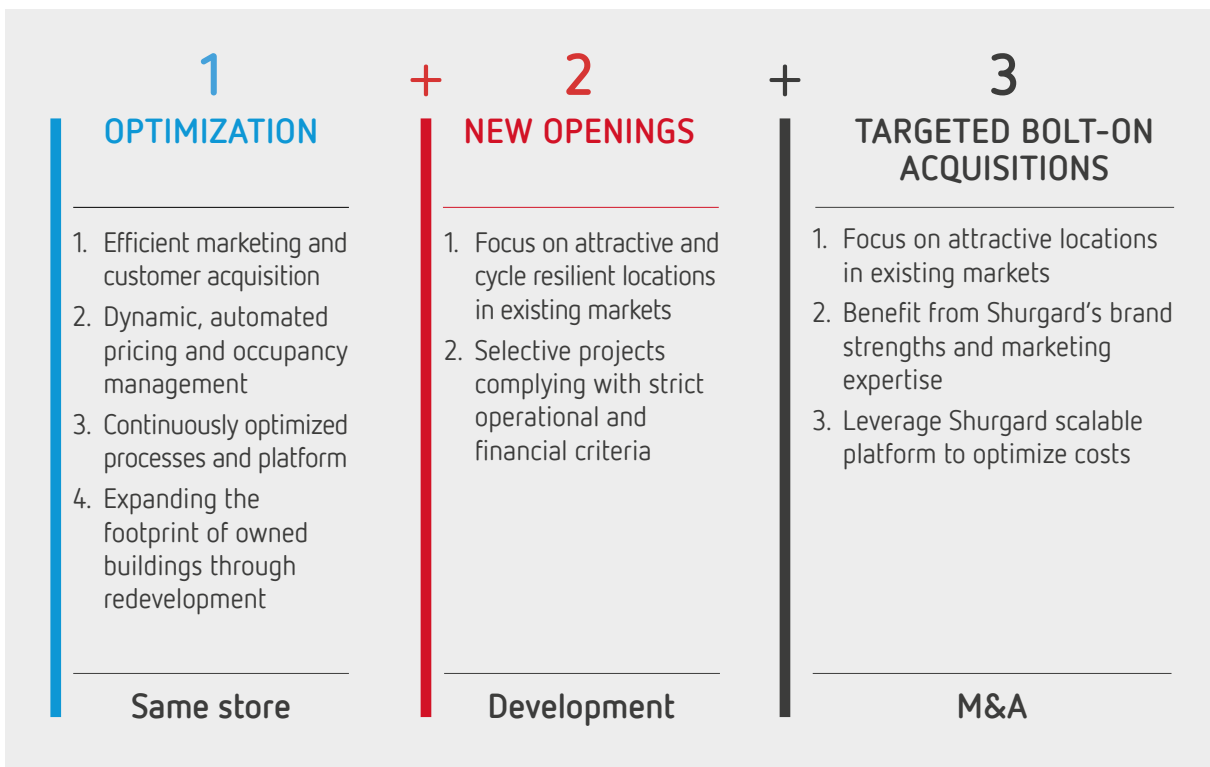 1
OPTIMIZATION
1. Efficient marketing and
customer acquisition
2. Dynamic, automated
pricing and occupancy
management
3. Continuously optimized
processes and platform
4. Expanding the
footprint of owned
buildings through
redevelopment
Same store
+
2
NEW OPENINGS
1. Focus on attractive and
cycle resilient locations
in existing markets
2. Selective projects
complying with strict
operational and
financial criteria
Development
+
3
TARGETED BOLT-ON
ACQUISITIONS
1. Focus on attractive locations
in existing markets
2. Benefit from Shurgard's brand
strengths and marketing
expertise
3. Leverage Shurgard scalable
platform to optimize costs
M&A